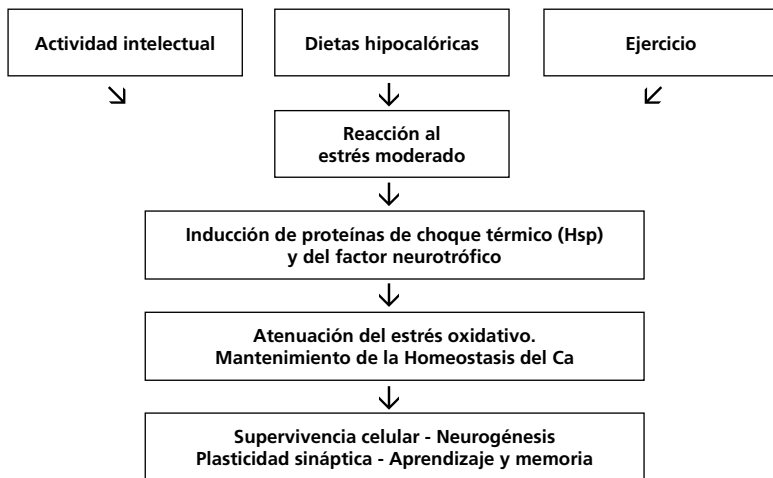 Actividad intelectual
Dietas hipocalóricas
Ejercicio
Reacción al
estrés moderado
Inducción de proteínas de choque térmico (Hsp)
y del factor neurotrófico
Atenuación del estrés oxidativo.
Mantenimiento de la Homeostasis del Ca
Supervivencia celular - Neurogénesis
Plasticidad sináptica - Aprendizaje y memoria